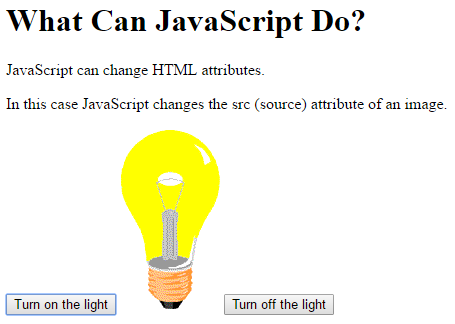 What Can JavaScript Do?
JavaScript can change HTML attributes.
In this case JavaScript changes the src (source) attribute of an image.
Turn on the light
Turn off the light